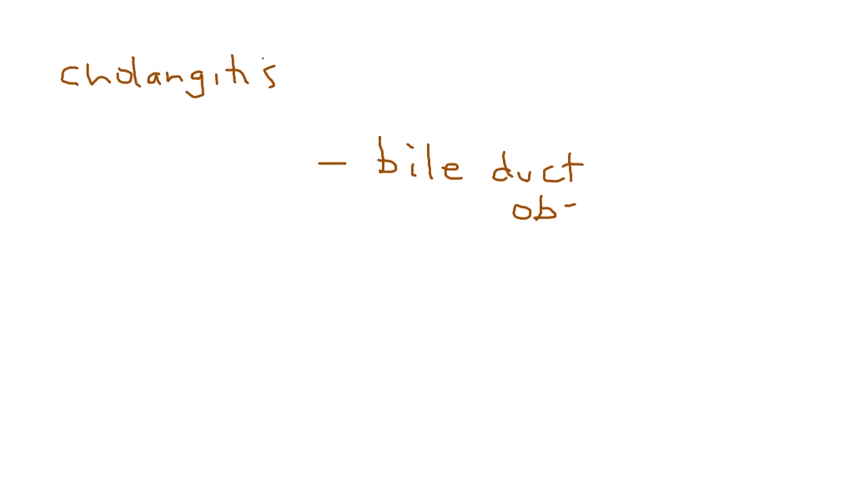 cholangitis
- bile duct
ob-